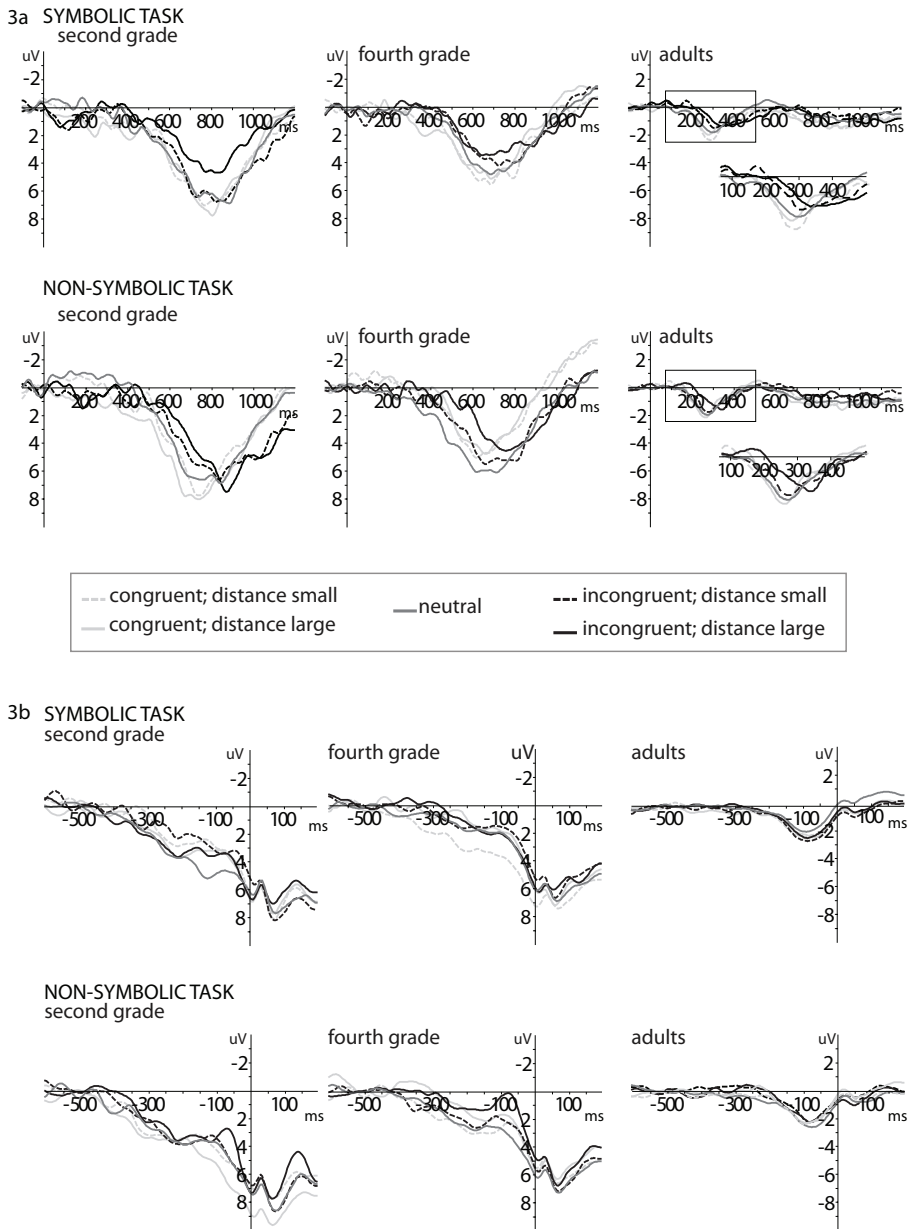 3a SYMBOLIC TASK
second grade
fourth grade
adults
uV
-2
2
4
6
8
200 400 600 800 1000 ms
uV
-2
2
4
6
8
200 400 600 800 1000 ms
uV
-2
2
4
6
8
200 400 600 800 1000 ms
100 200 300 400
NON-SYMBOLIC TASK
second grade
fourth grade
adults
uV
-2
2
4
6
8
200 400 600 800 1000 ms
uV
-2
2
4
6
8
200 400 600 800 1000 ms
uV
-2
2
4
6
8
200 400 600 800 1000 ms
100 200 300 400
congruent; distance small
congruent; distance large
neutral
incongruent; distance small
incongruent; distance large
3b SYMBOLIC TASK
second grade
fourth grade
adults
uV
-2
2
4
6
8
-500 -300 -100 100 ms
uV
-2
2
4
6
8
-500 -300 -100 100 ms
uV
2
-2
-4
-6
-8
-500 -300 -100 100 ms
NON-SYMBOLIC TASK
second grade
fourth grade
adults
uV
-2
2
4
6
8
-500 -300 -100 100 ms
uV
-2
2
4
6
8
-500 -300 -100 100 ms
uV
2
-2
-4
-6
-8
-500 -300 -100 100 ms